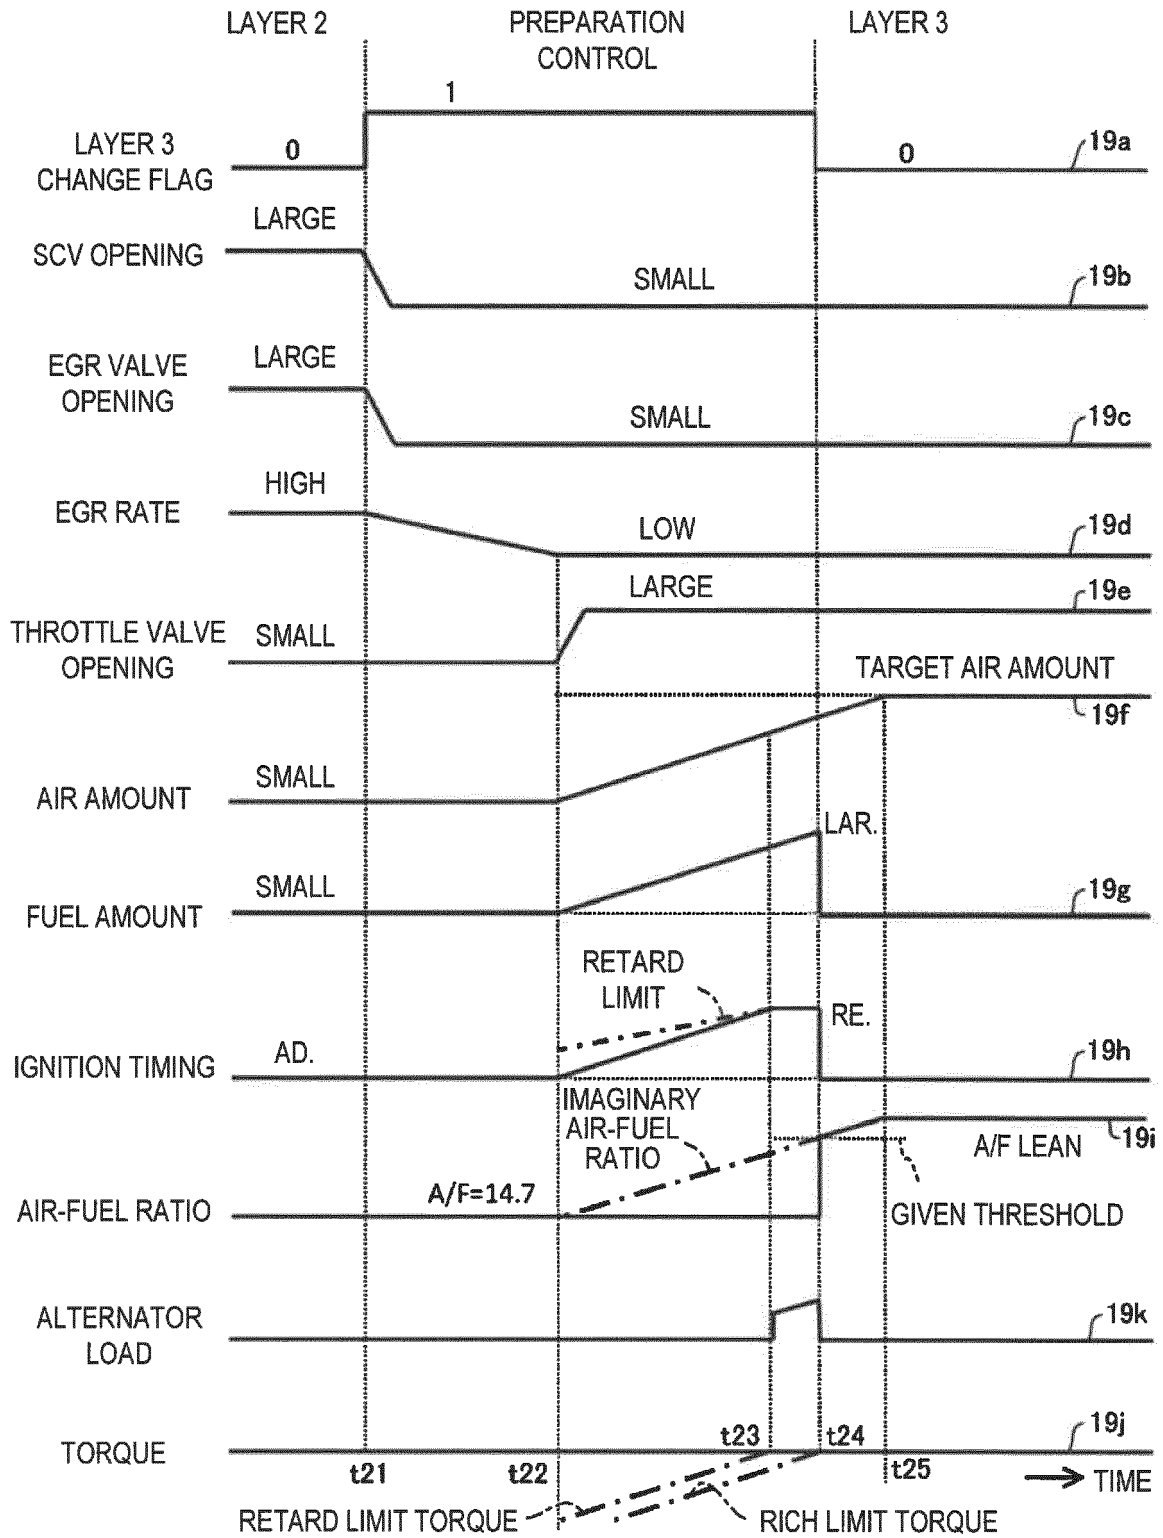 LAYER 2
PREPARATION
CONTROL
LAYER 3
1
LAYER 3
CHANGE FLAG
0
0
19a
LARGE
SCV OPENING
SMALL
19b
EGR VALVE
OPENING
LARGE
SMALL
19c
HIGH
EGR RATE
LOW
19d
LARGE
19e
THROTTLE VALVE
OPENING
SMALL
TARGET AIR AMOUNT
19f
SMALL
AIR AMOUNT
LAR.
SMALL
FUEL AMOUNT
19g
RETARD
LIMIT
RE.
AD.
IGNITION TIMING
19h
IMAGINARY
AIR-FUEL
RATIO
19i
A/F LEAN
A/F=14.7
AIR-FUEL RATIO
GIVEN THRESHOLD
ALTERNATOR
LOAD
19k
TORQUE
t23
t24
19j
t21
t22
t25
TIME
RETARD LIMIT TORQUE
RICH LIMIT TORQUE